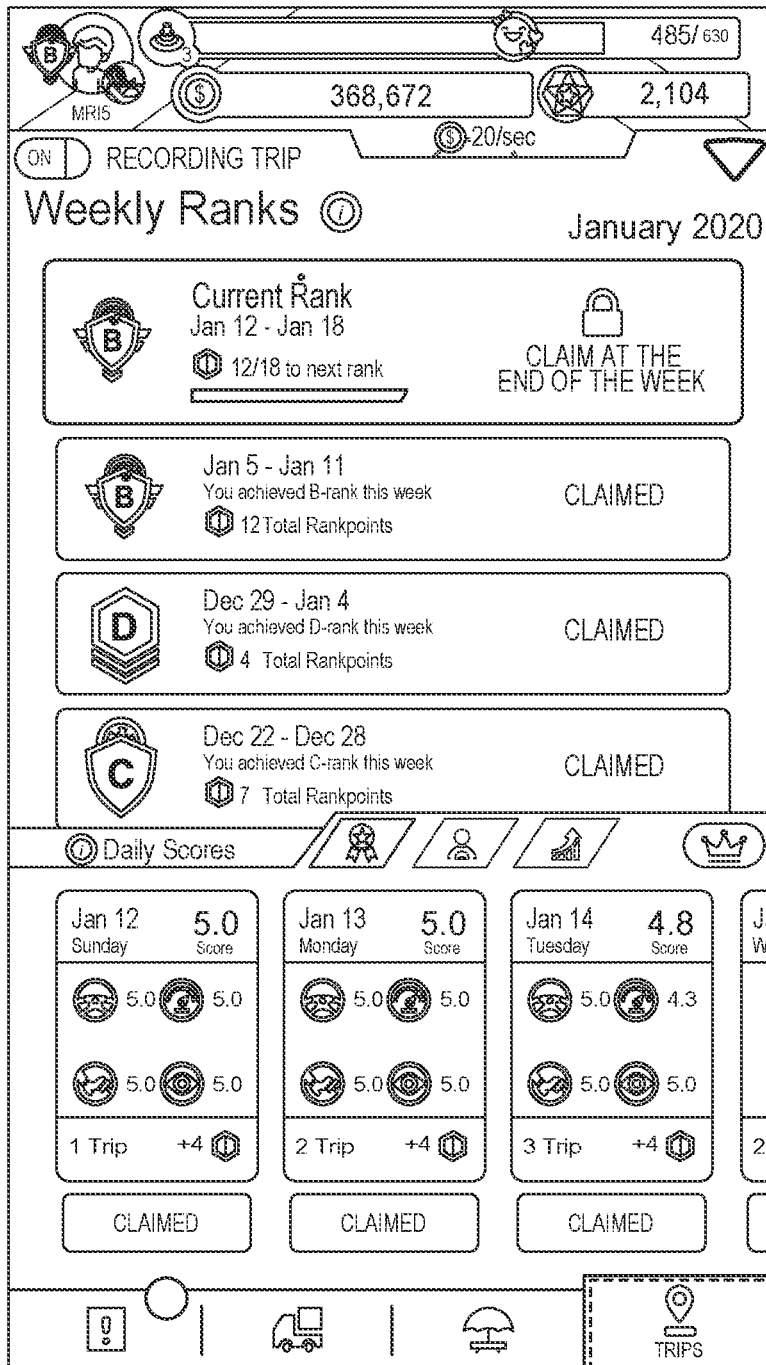 B
3
485/ 630
MRI5
$
368,672
2,104
$
-20/sec
ON
RECORDING TRIP
Weekly Ranks i
January 2020
B
Current Rank
Jan 12 - Jan 18
12/18 to next rank
CLAIM AT THE
END OF THE WEEK
B
Jan 5 - Jan 11
You achieved B-rank this week
12 Total Rankpoints
CLAIMED
D
Dec 29 - Jan 4
You achieved D-rank this week
4 Total Rankpoints
CLAIMED
C
Dec 22 - Dec 28
You achieved C-rank this week
7 Total Rankpoints
CLAIMED
i Daily Scores
Jan 12 5.0
Sunday Score
5.0 5.0
5.0 5.0
1 Trip +4
CLAIMED
Jan 13 5.0
Monday Score
5.0 5.0
5.0 5.0
2 Trip +4
CLAIMED
Jan 14 4.8
Tuesday Score
5.0 4.3
5.0 5.0
3 Trip +4
CLAIMED
J
W
2
!
TRIPS